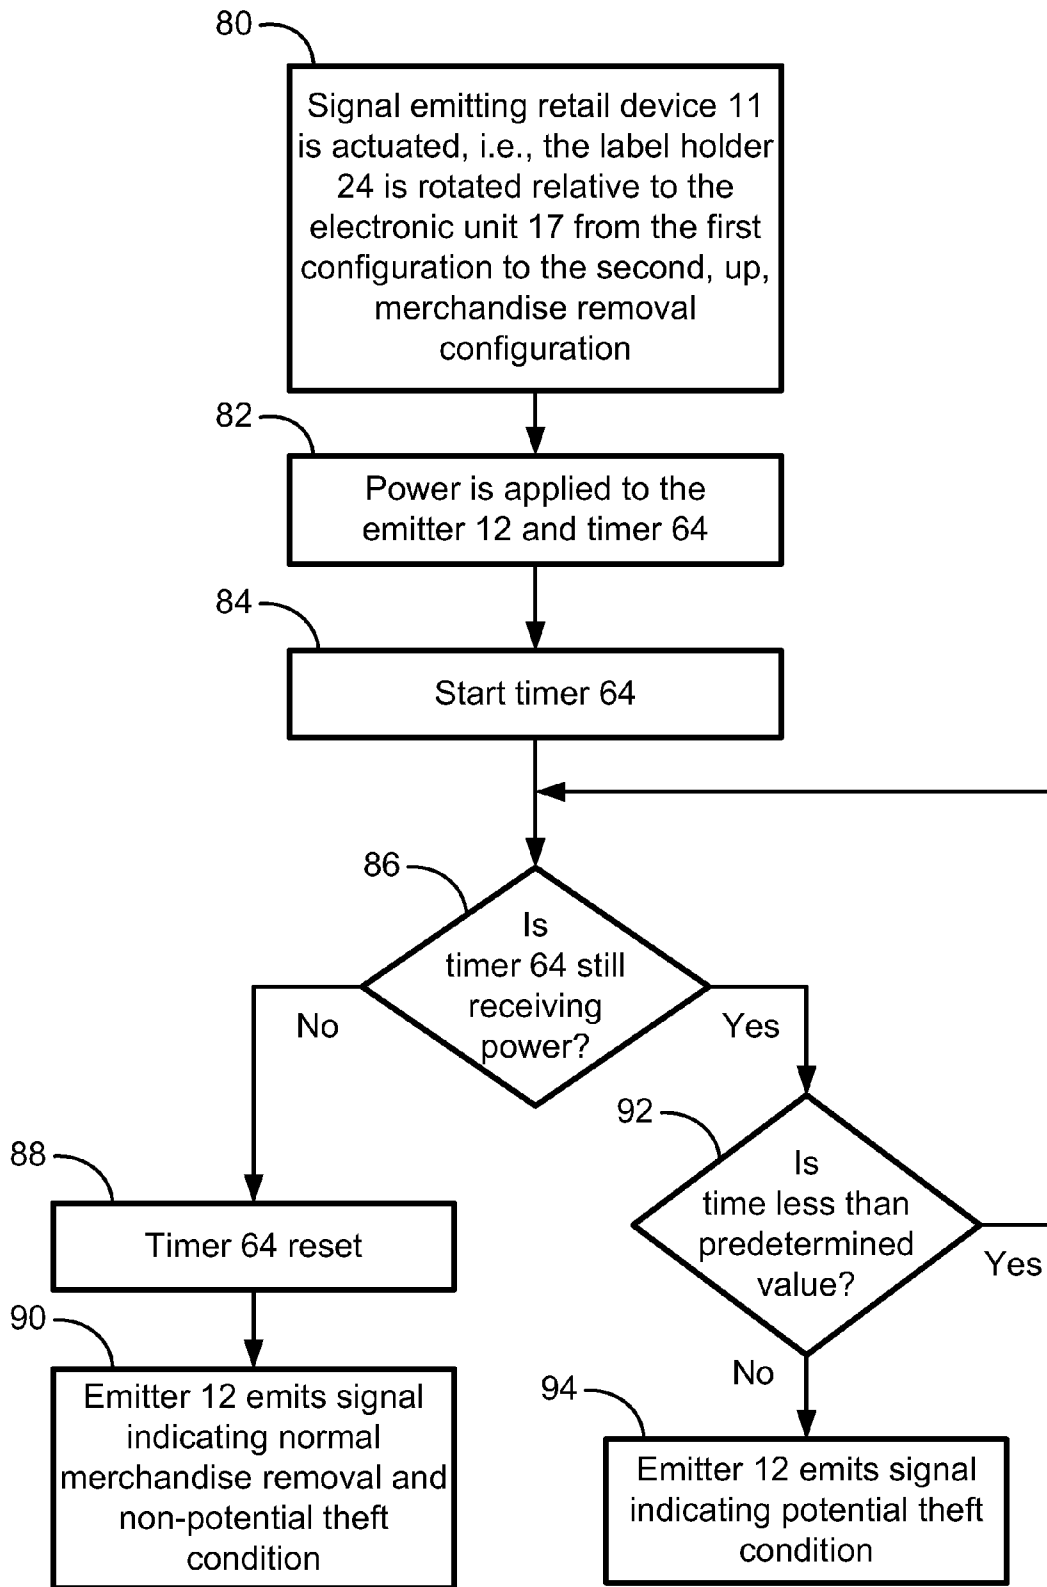 80
Signal emitting retail device 11
is actuated, i.e., the label holder
24 is rotated relative to the
electronic unit 17 from the first
configuration to the second, up,
merchandise removal
configuration
82
Power is applied to the
emitter 12 and timer 64
84
Start timer 64
86
Is
timer 64 still
receiving
power?
No
Yes
92
Is
time less than
predetermined
value?
Yes
88
Timer 64 reset
90
Emitter 12 emits signal
indicating normal
merchandise removal and
non-potential theft
condition
No
94
Emitter 12 emits signal
indicating potential theft
condition